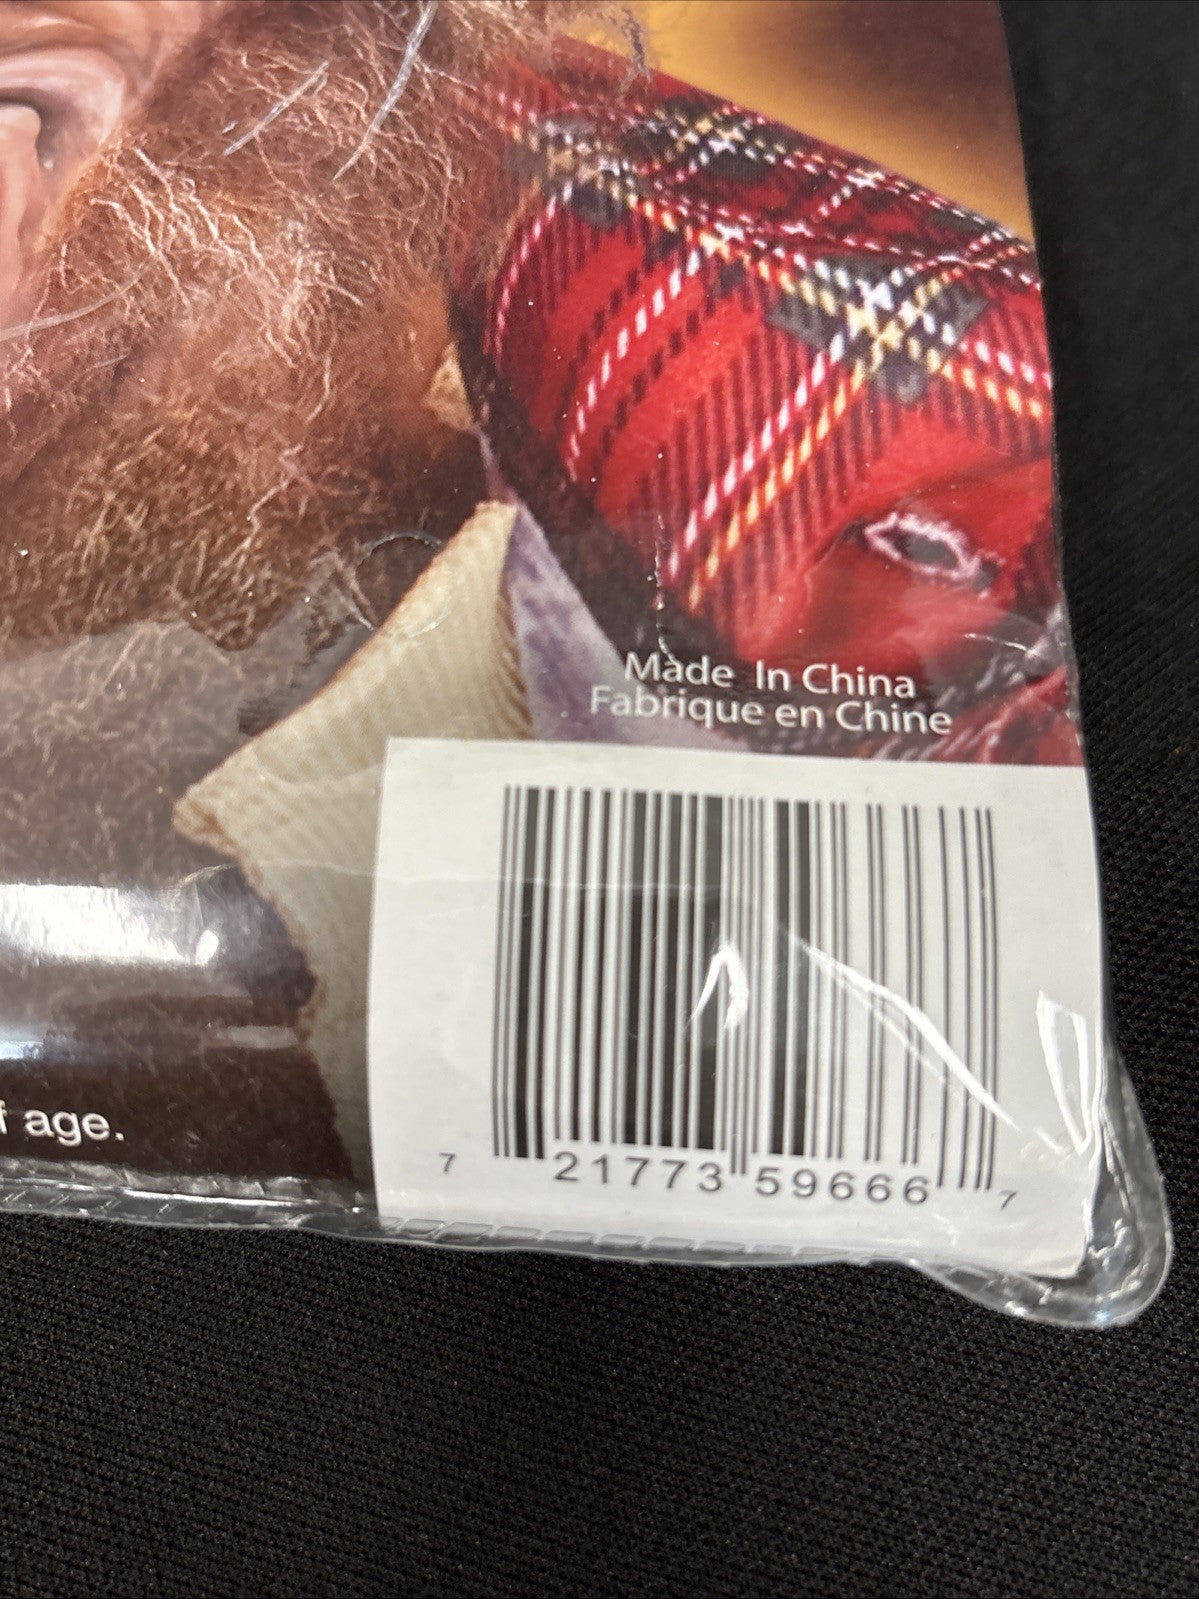 Made In China
Fabrique en Chine
f age.
7 21773 59666 7